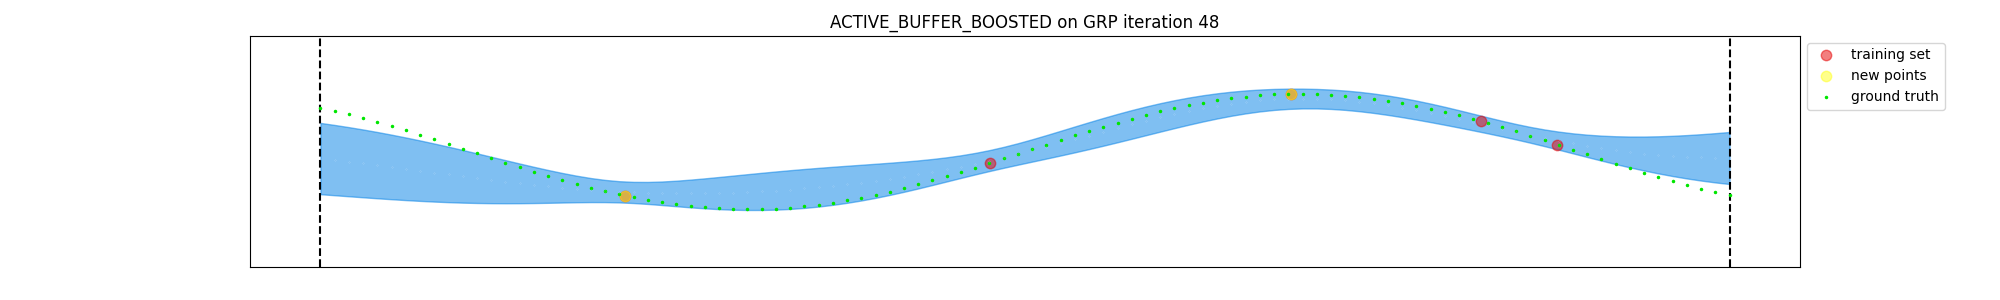 ACTIVE_BUFFER_BOOSTED on GRP iteration 48
training set
new points
ground truth